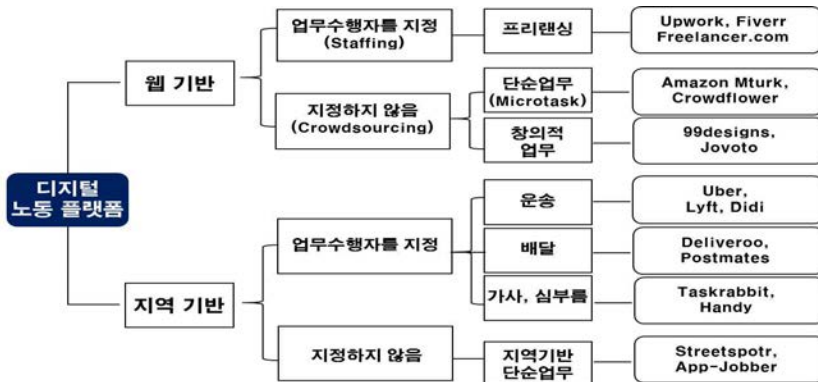 디지털
노동 플랫폼
웹 기반
업무수행자를 지정
(Staffing)
프리랜싱
Upwork, Fiverr
Freelancer.com
지정하지 않음
(Crowdsourcing)
단순업무
(Microtask)
Amazon Mturk,
Crowdflower
창의적
업무
99designs,
Jovoto
지역 기반
업무수행자를 지정
운송
Uber,
Lyft, Didi
배달
Deliveroo,
Postmates
가사, 심부름
Taskrabbit,
Handy
지정하지 않음
지역기반
단순업무
Streetspotr,
App-Jobber